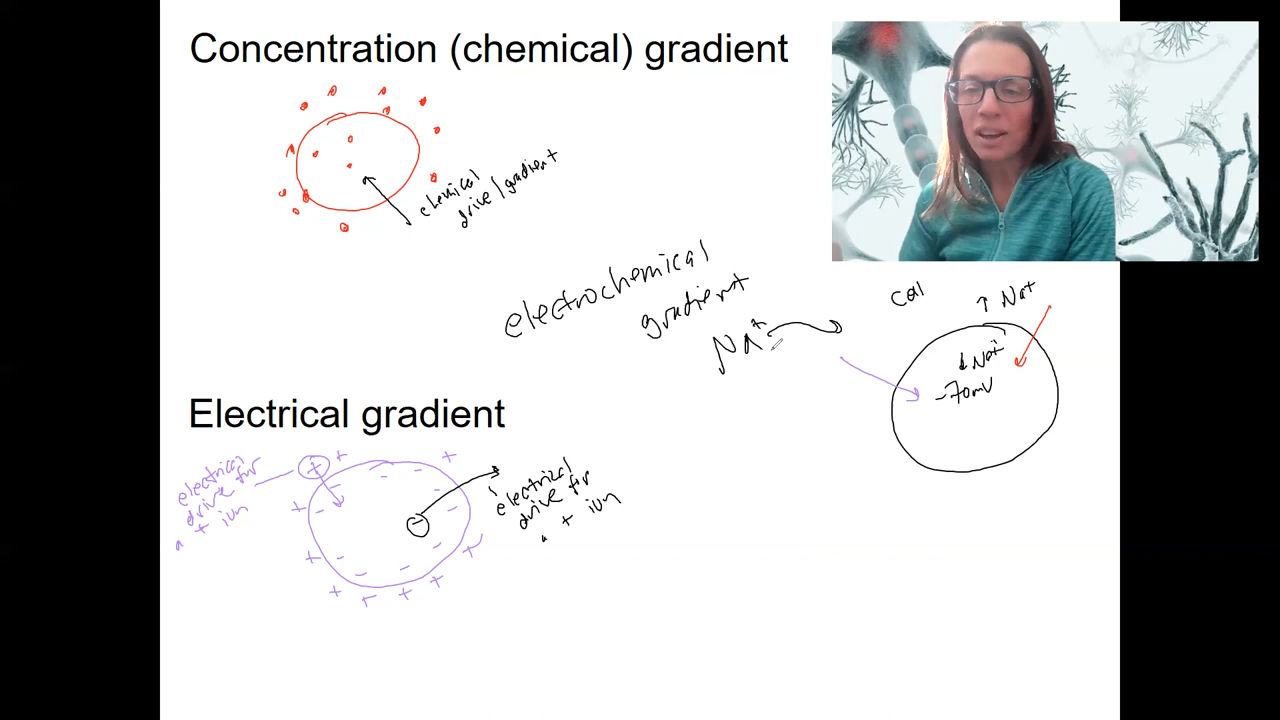 Concentration (chemical) gradient
chemical
drive/gradient
electrochemical
gradient
Na+
Cal
↑ Na+
↓ Na+
-70mV
Electrical gradient
electrical
drive for
a + ion
electrical
drive for
a + ion